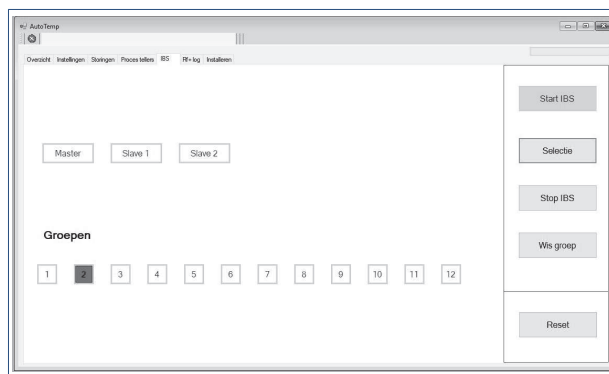 AutoTemp
Overzicht Instellingen Storingen Proces tellers IBS Rf+ log Installeren
Start IBS
Master Slave 1 Slave 2
Selectie
Stop IBS
Groepen
Wis groep
1 2 3 4 5 6 7 8 9 10 11 12
Reset